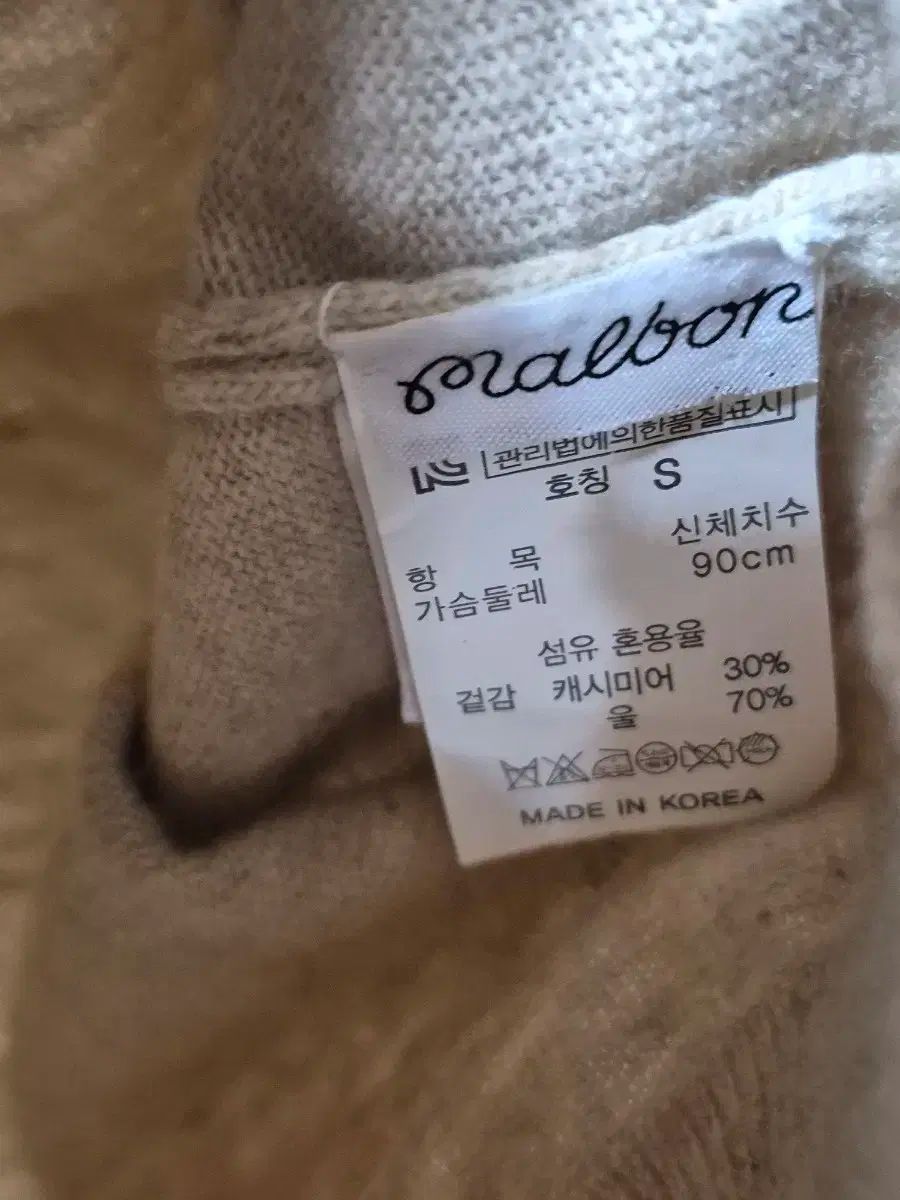 malbon
관리법에의한품질표시
호칭 S
항 목 신체치수
가슴둘레 90cm
섬유 혼용율
겉감 캐시미어 30%
울 70%
MADE IN KOREA